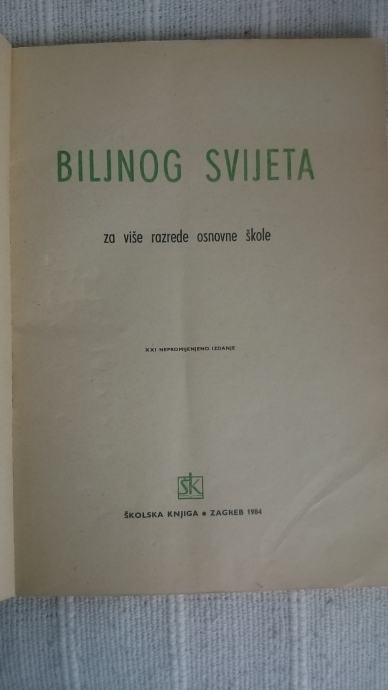 BILJNOG SVIJETA
za više razrede osnovne škole
XXI NEPROMIJENJENO IZDANJE
ŠK
ŠKOLSKA KNJIGA • ZAGREB 1984